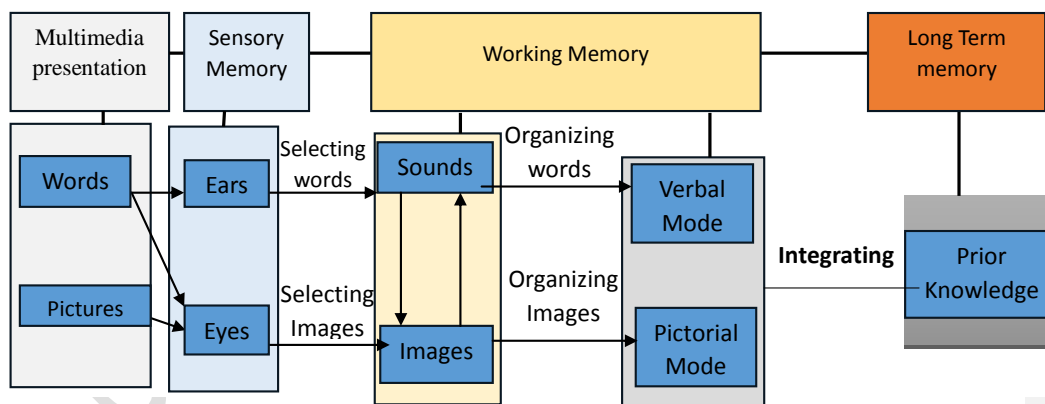 Multimedia
presentation
Sensory
Memory
Working Memory
Long Term
memory
Words
Pictures
Ears
Eyes
Selecting
words
Selecting
Images
Sounds
Images
Organizing
words
Organizing
Images
Verbal
Mode
Pictorial
Mode
Integrating
Prior
Knowledge